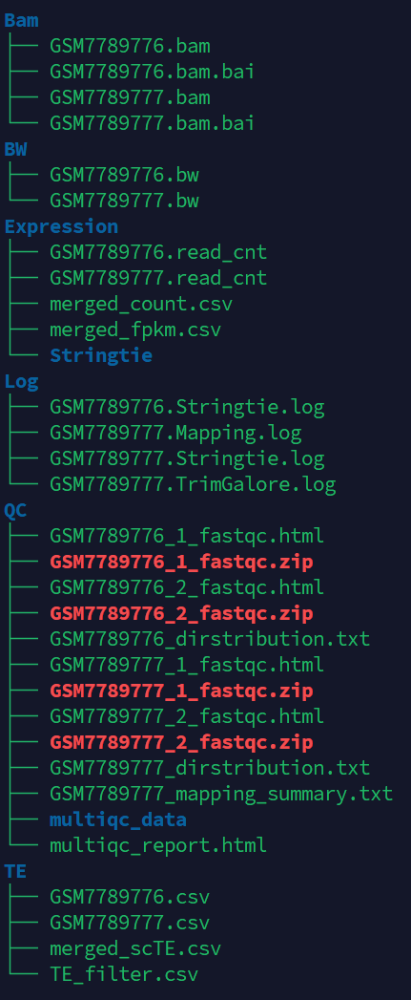 Bam
├── GSM7789776.bam
├── GSM7789776.bam.bai
├── GSM7789777.bam
└── GSM7789777.bam.bai
BW
├── GSM7789776.bw
└── GSM7789777.bw
Expression
├── GSM7789776.read_cnt
├── GSM7789777.read_cnt
├── merged_count.csv
├── merged_fpkm.csv
└── Stringtie
Log
├── GSM7789776.Stringtie.log
├── GSM7789777.Mapping.log
├── GSM7789777.Stringtie.log
└── GSM7789777.TrimGalore.log
QC
├── GSM7789776_1_fastqc.html
├── GSM7789776_1_fastqc.zip
├── GSM7789776_2_fastqc.html
├── GSM7789776_2_fastqc.zip
├── GSM7789776_dirstribution.txt
├── GSM7789777_1_fastqc.html
├── GSM7789777_1_fastqc.zip
├── GSM7789777_2_fastqc.html
├── GSM7789777_2_fastqc.zip
├── GSM7789777_dirstribution.txt
├── GSM7789777_mapping_summary.txt
├── multiqc_data
└── multiqc_report.html
TE
├── GSM7789776.csv
├── GSM7789777.csv
├── merged_scTE.csv
└── TE_filter.csv